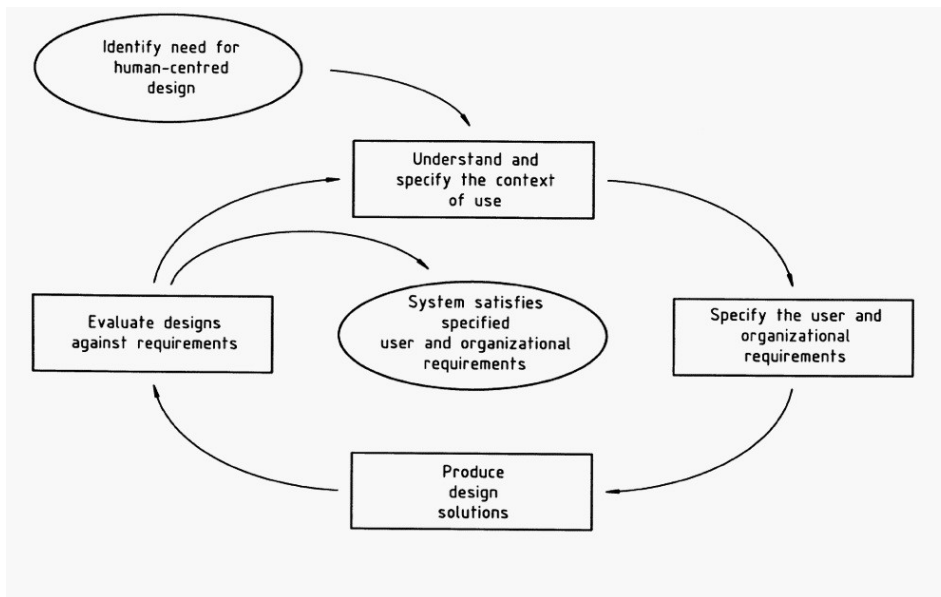 Identify need for
human-centred
design
Understand and
specify the context
of use
Evaluate designs
against requirements
System satisfies
specified
user and organizational
requirements
Specify the user and
organizational
requirements
Produce
design
solutions